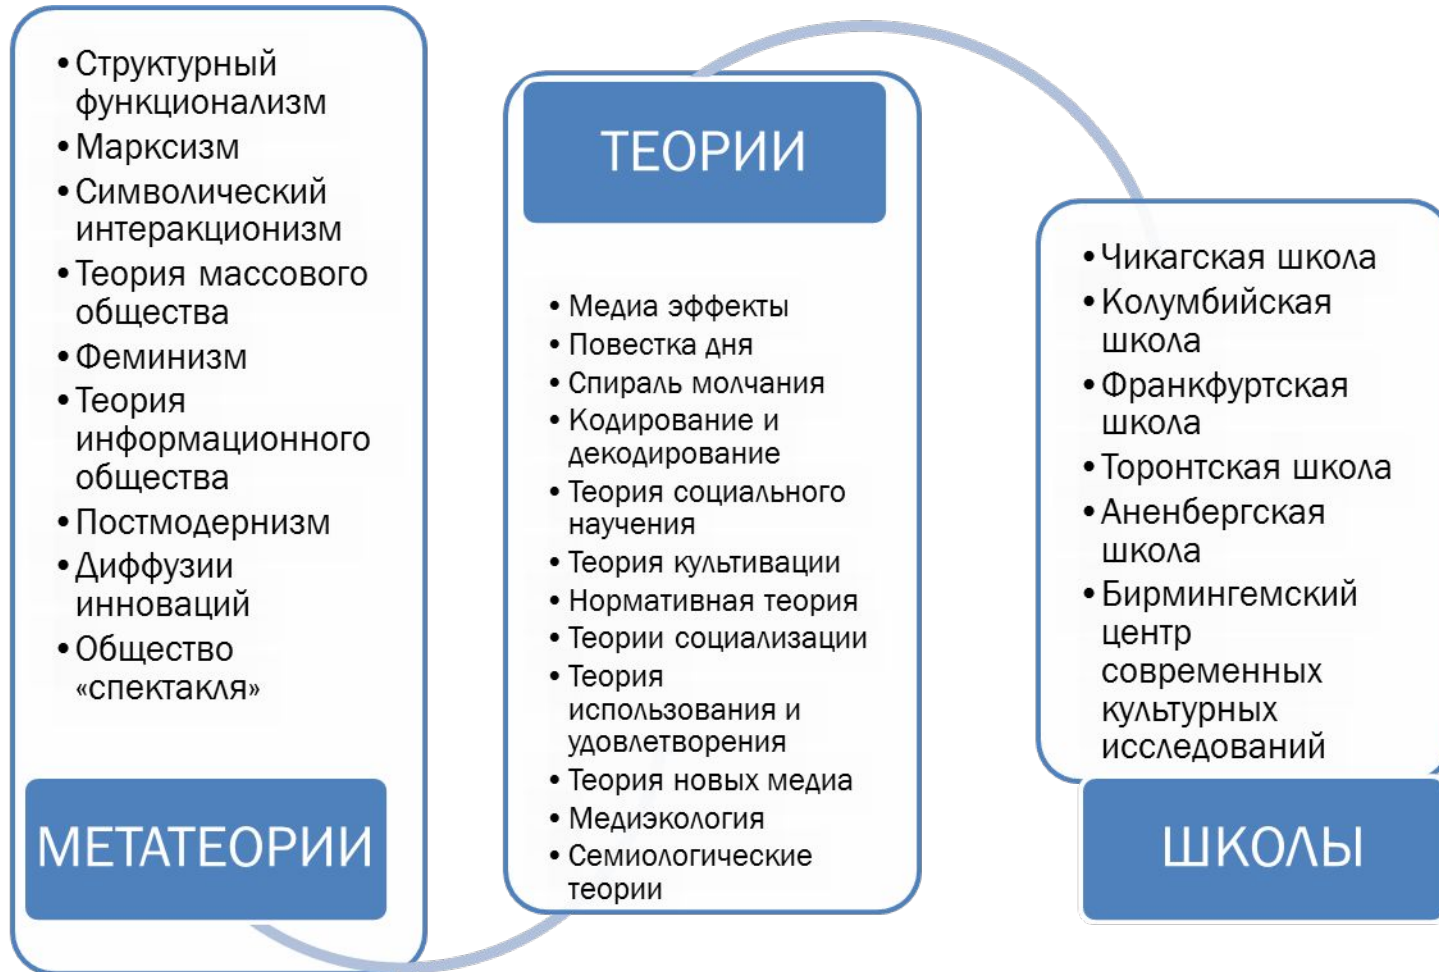 • Структурный
функционализм
• Марксизм
• Символический
интеракционизм
• Теория массового
общества
• Феминизм
• Теория
информационного
общества
• Постмодернизм
• Диффузии
инноваций
• Общество
«спектакля»
МЕТАТЕОРИИ
ТЕОРИИ
• Медиа эффекты
• Повестка дня
• Спираль молчания
• Кодирование и
декодирование
• Теория социального
научения
• Теория культивации
• Нормативная теория
• Теории социализации
• Теория
использования и
удовлетворения
• Теория новых медиа
• Медиэкология
• Семиологические
теории
• Чикагская школа
• Колумбийская
школа
• Франкфуртская
школа
• Торонтская школа
• Аненбергская
школа
• Бирмингемский
центр
современных
культурных
исследований
ШКОЛЫ